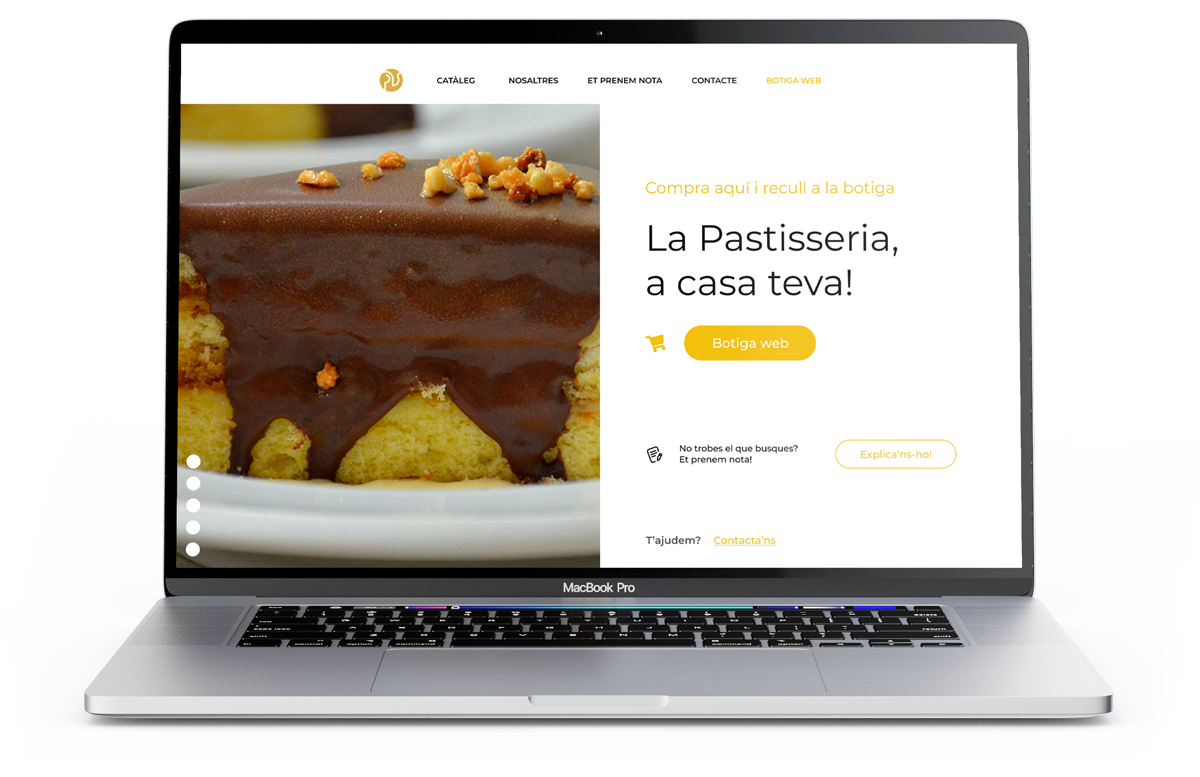 CATÀLEG NOSALTRES ET PRENEM NOTA CONTACTE BOTIGA WEB
Compra aquí i recull a la botiga
La Pastisseria,
a casa teva!
Botiga web
No trobes el que busques?
Et prenem nota!
Explica'ns-ho!
T'ajudem? Contacta'ns
MacBook Pro